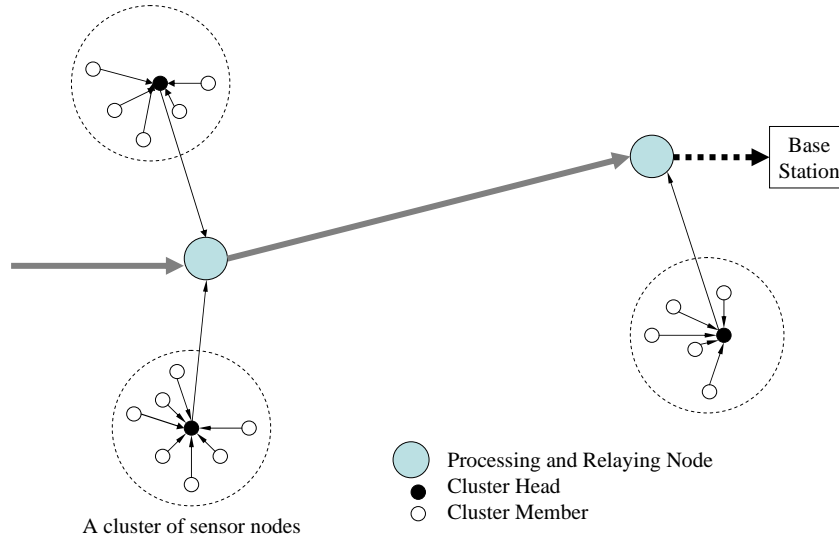 Base
Station
Processing and Relaying Node
Cluster Head
Cluster Member
A cluster of sensor nodes